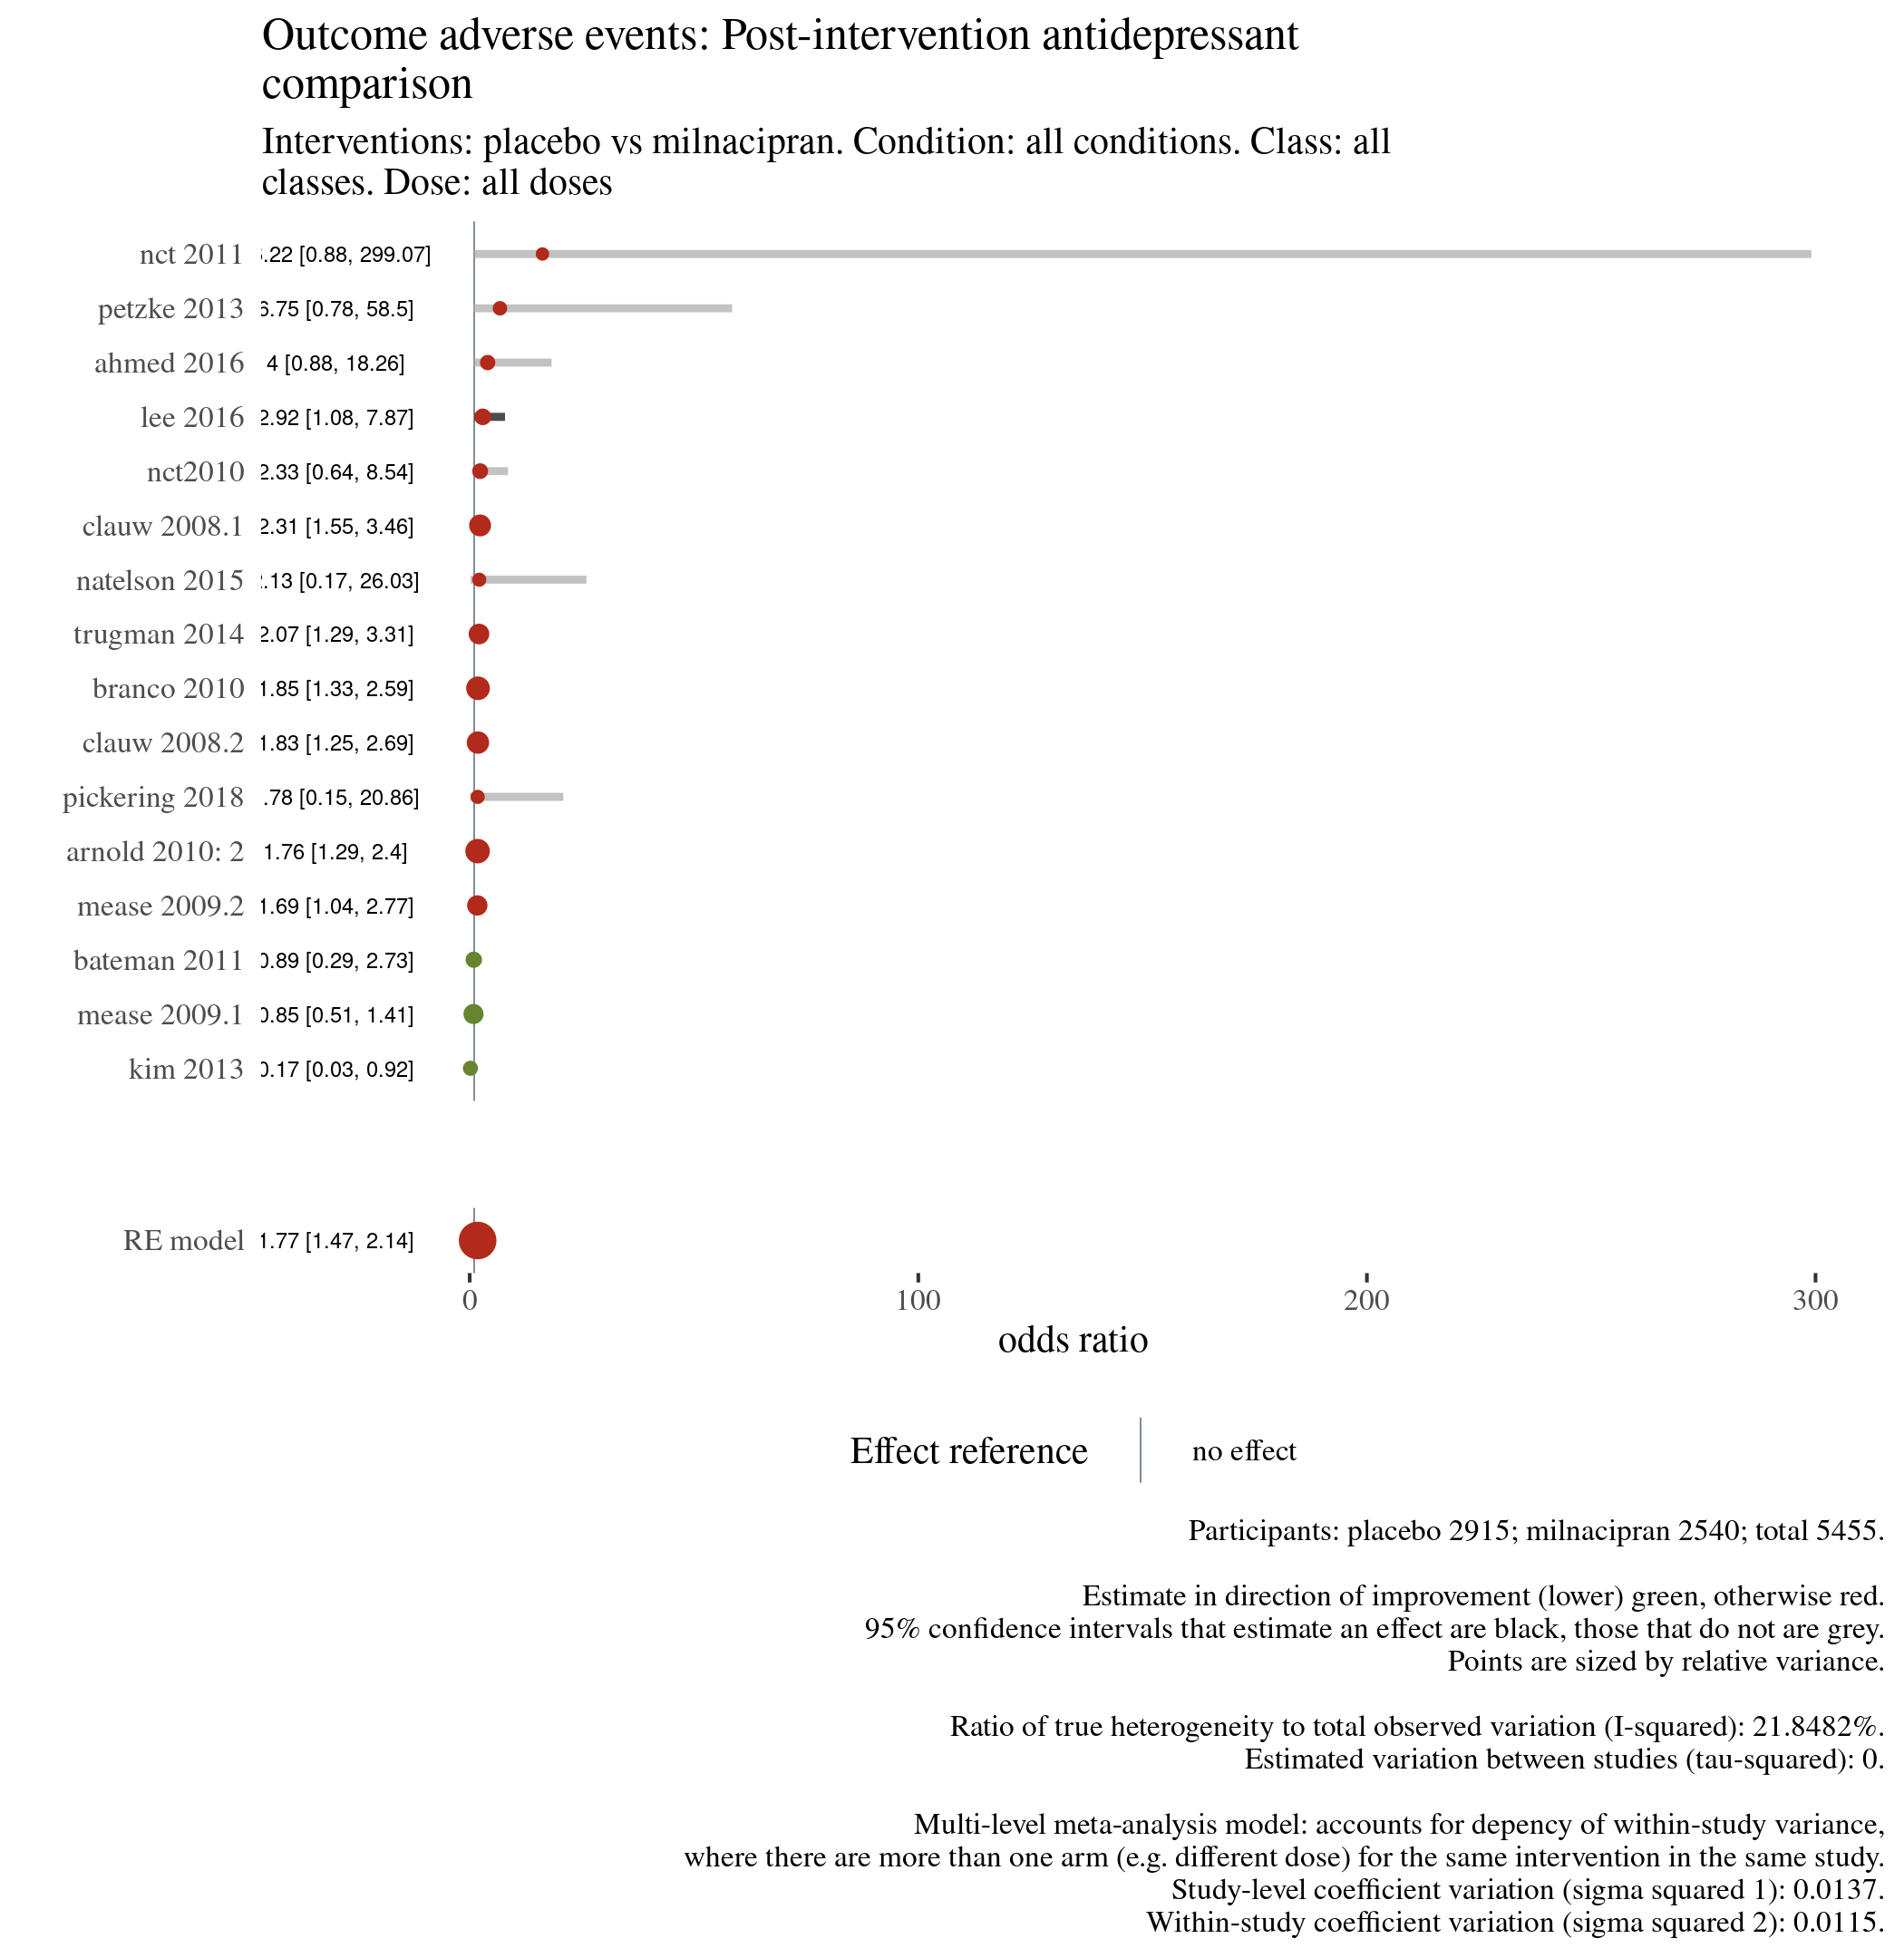 Outcome adverse events: Post-intervention antidepressant
comparison
Interventions: placebo vs milnacipran. Condition: all conditions. Class: all
classes. Dose: all doses
nct 2011 .22 [0.88, 299.07]
petzke 2013 6.75 [0.78, 58.5]
ahmed 2016 4 [0.88, 18.26]
lee 2016 2.92 [1.08, 7.87]
nct2010 2.33 [0.64, 8.54]
clauw 2008.1 2.31 [1.55, 3.46]
natelson 2015 .13 [0.17, 26.03]
trugman 2014 2.07 [1.29, 3.31]
branco 2010 1.85 [1.33, 2.59]
clauw 2008.2 1.83 [1.25, 2.69]
pickering 2018 .78 [0.15, 20.86]
arnold 2010: 2 1.76 [1.29, 2.4]
mease 2009.2 1.69 [1.04, 2.77]
bateman 2011 0.89 [0.29, 2.73]
mease 2009.1 0.85 [0.51, 1.41]
kim 2013 0.17 [0.03, 0.92]
RE model 1.77 [1.47, 2.14]
0 100 200 300
odds ratio
Effect reference no effect
Participants: placebo 2915; milnacipran 2540; total 5455.
Estimate in direction of improvement (lower) green, otherwise red.
95% confidence intervals that estimate an effect are black, those that do not are grey.
Points are sized by relative variance.
Ratio of true heterogeneity to total observed variation (I-squared): 21.8482%.
Estimated variation between studies (tau-squared): 0.
Multi-level meta-analysis model: accounts for depency of within-study variance,
where there are more than one arm (e.g. different dose) for the same intervention in the same study.
Study-level coefficient variation (sigma squared 1): 0.0137.
Within-study coefficient variation (sigma squared 2): 0.0115.